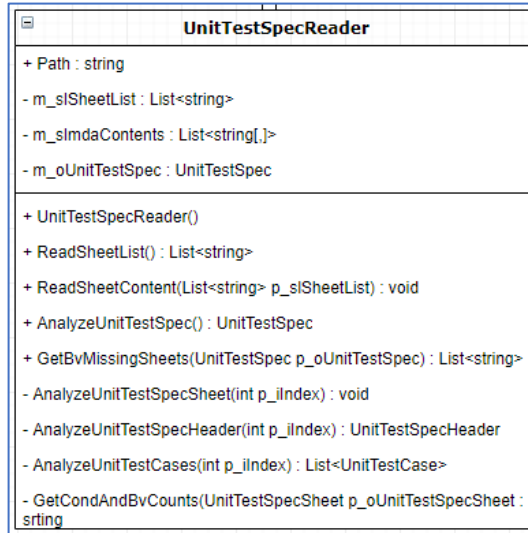 UnitTestSpecReader
+ Path : string
- m_slSheetList : List<string>
- m_slmdaContents : List<string[,]>
- m_oUnitTestSpec : UnitTestSpec
+ UnitTestSpecReader()
+ ReadSheetList() : List<string>
+ ReadSheetContent(List<string> p_slSheetList) : void
+ AnalyzeUnitTestSpec() : UnitTestSpec
+ GetBvMissingSheets(UnitTestSpec p_oUnitTestSpec) : List<string>
- AnalyzeUnitTestSpecSheet(int p_iIndex) : void
- AnalyzeUnitTestSpecHeader(int p_iIndex) : UnitTestSpecHeader
- AnalyzeUnitTestCases(int p_iIndex) : List<UnitTestCase>
- GetCondAndBvCounts(UnitTestSpecSheet p_oUnitTestSpecSheet :
srting